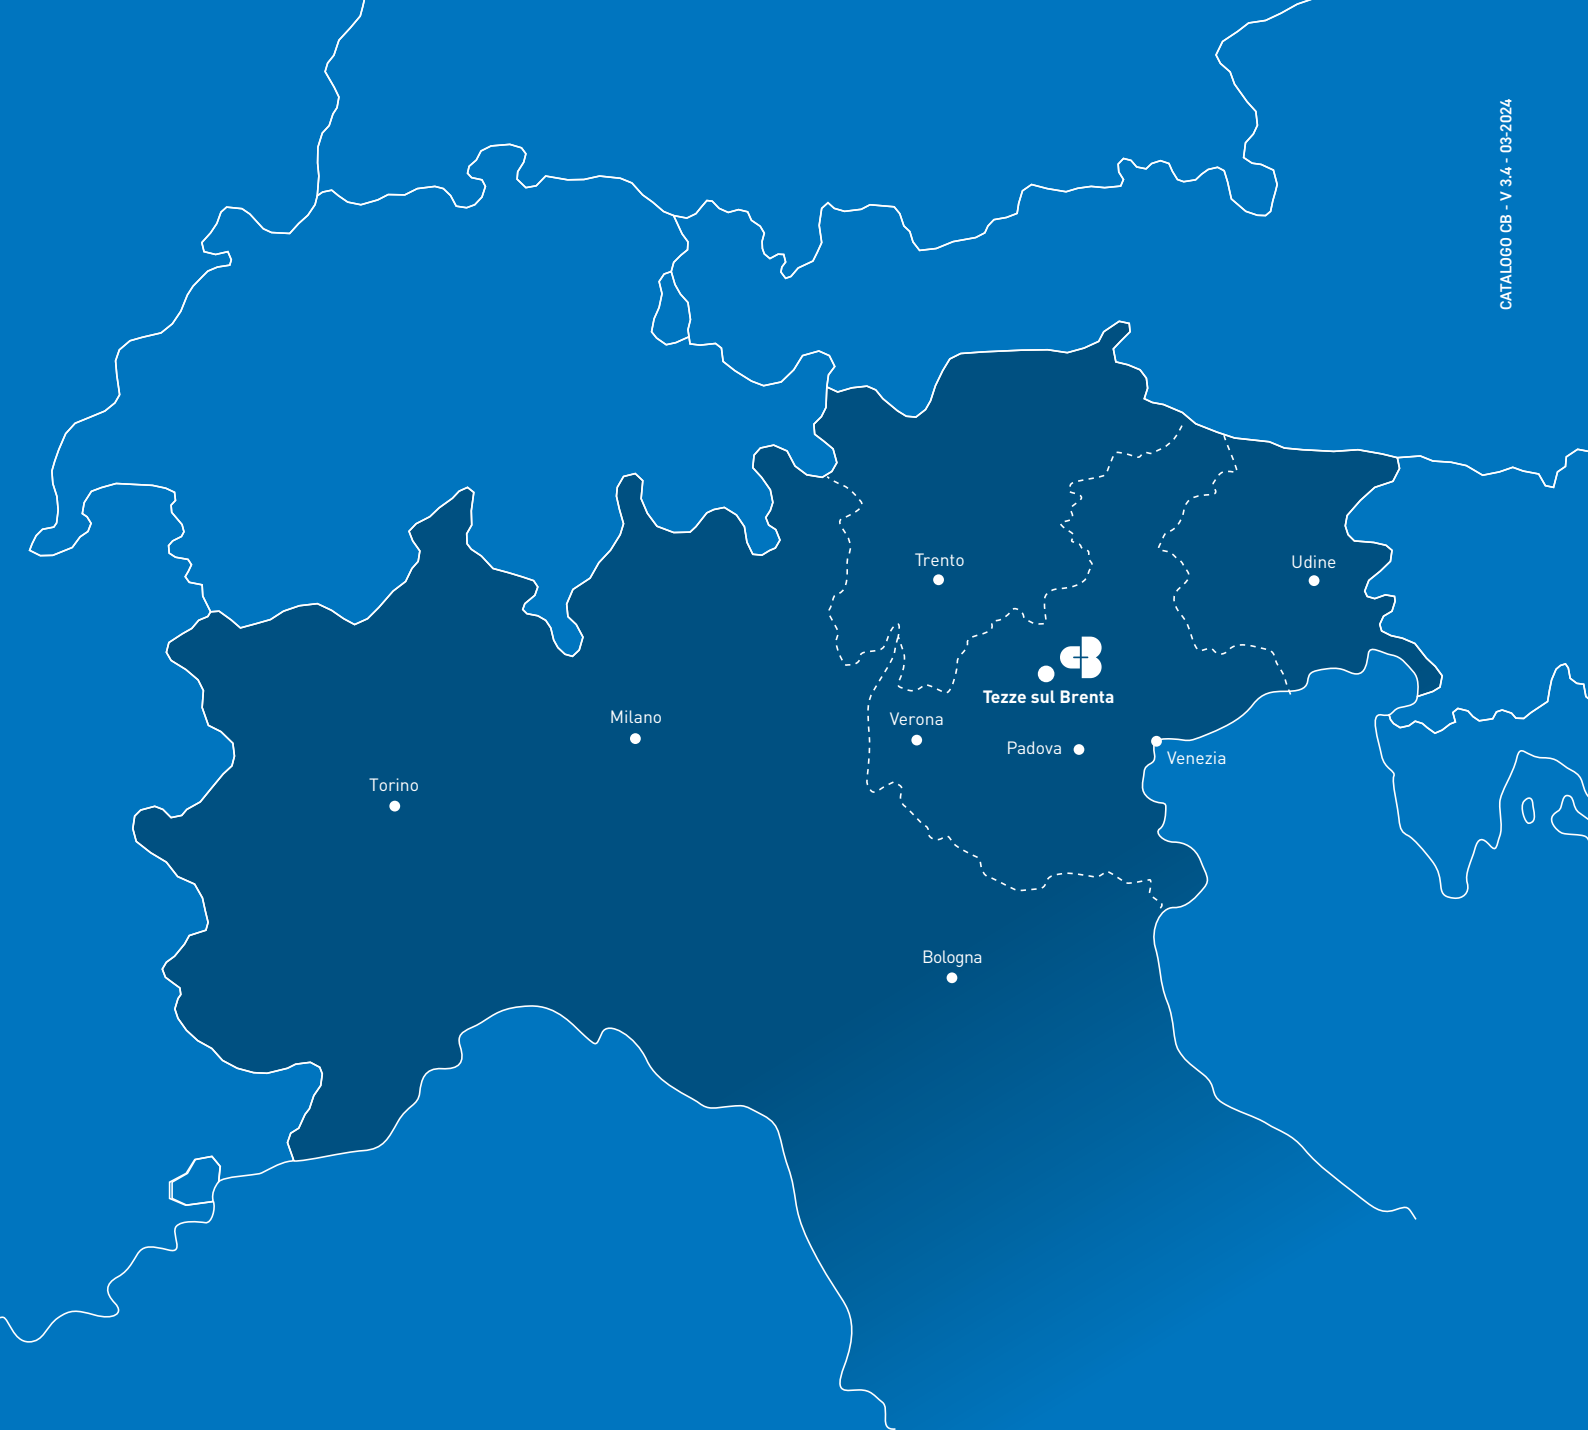 CATALOGO CB - V 3.4 - 03-2024
Trento
Udine
Tezze sul Brenta
Milano
Verona
Padova
Venezia
Torino
Bologna